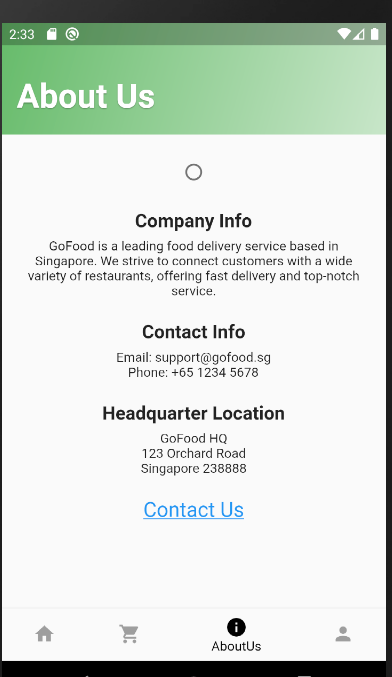 2:33
About Us
Company Info
GoFood is a leading food delivery service based in
Singapore. We strive to connect customers with a wide
variety of restaurants, offering fast delivery and top-notch
service.
Contact Info
Email: support@gofood.sg
Phone: +65 1234 5678
Headquarter Location
GoFood HQ
123 Orchard Road
Singapore 238888
Contact Us
AboutUs